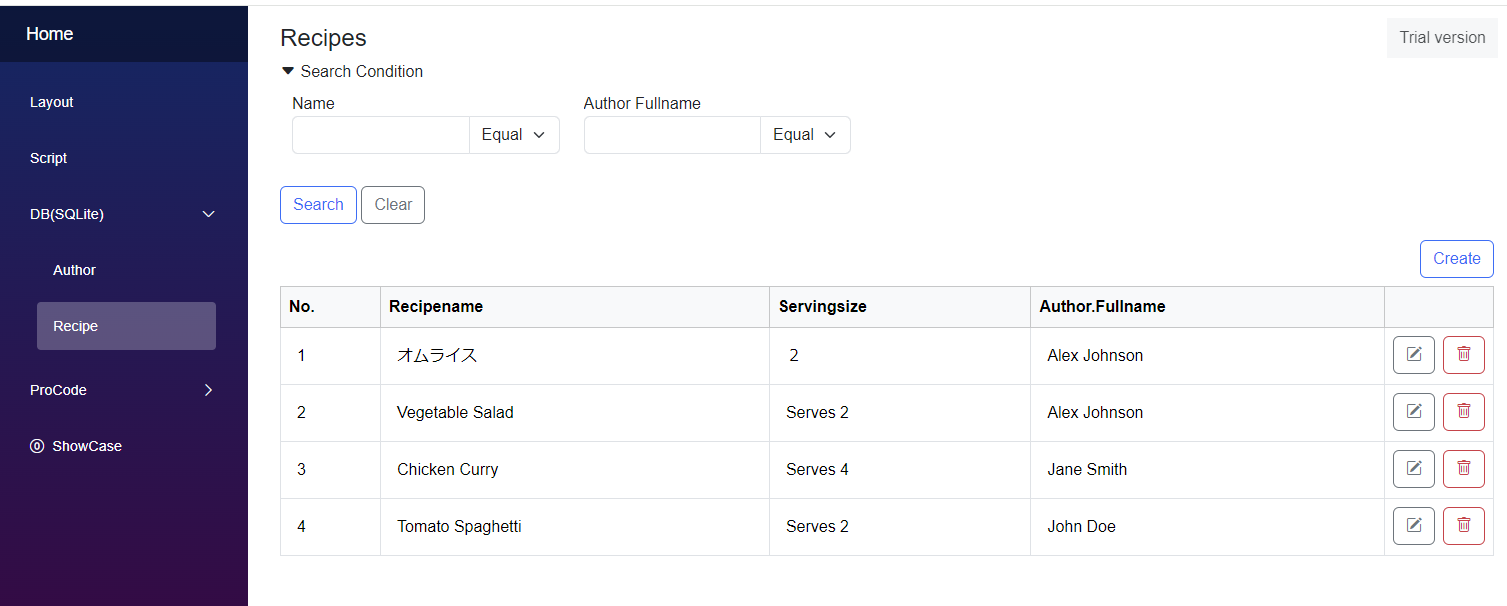 Home
Layout
Script
DB(SQLite)
Author
Recipe
ProCode
ShowCase
Recipes
Trial version
Search Condition
Name Author Fullname
Equal Equal
Search Clear
Create
No. Recipename Servingsize Author.Fullname
1 オムライス 2 Alex Johnson
2 Vegetable Salad Serves 2 Alex Johnson
3 Chicken Curry Serves 4 Jane Smith
4 Tomato Spaghetti Serves 2 John Doe